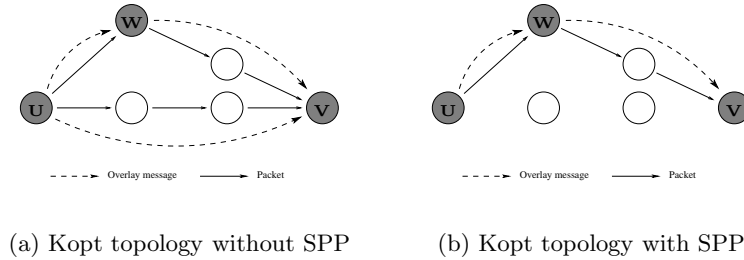 W
U
V
Overlay message
Packet
(a) Kopt topology without SPP
W
U
V
Overlay message
Packet
(b) Kopt topology with SPP